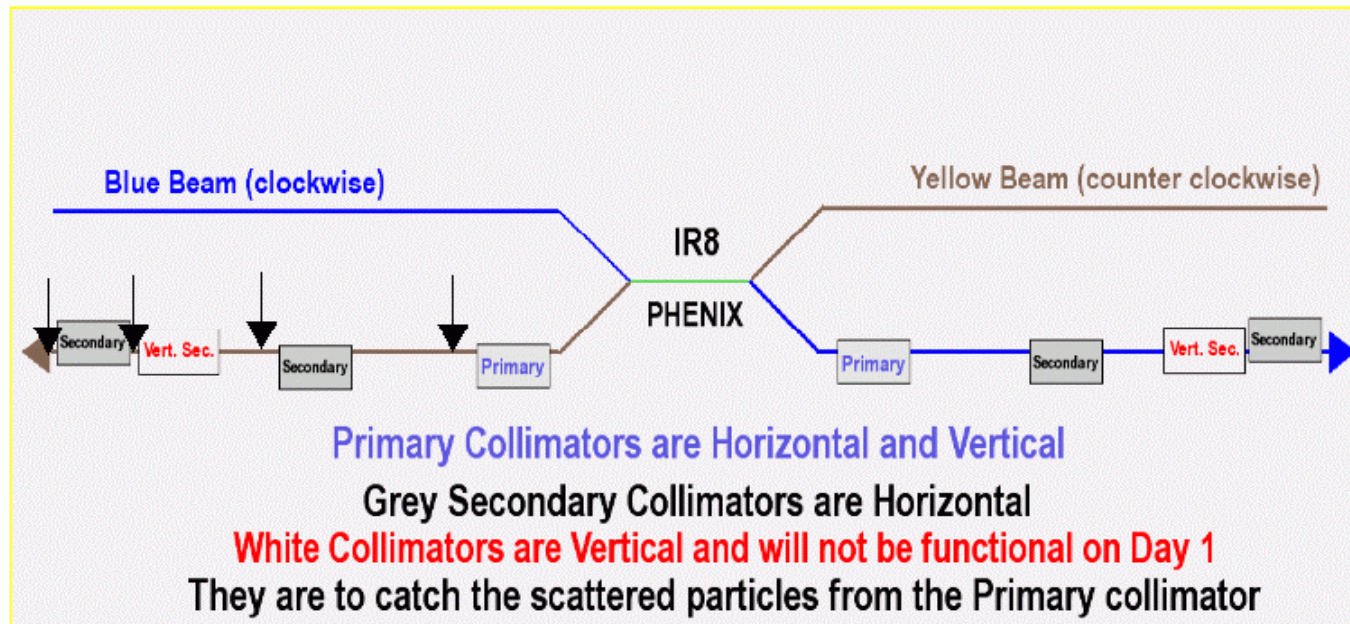 Blue Beam (clockwise)
Yellow Beam (counter clockwise)
IR8
PHENIX
Secondary
Vert. Sec.
Secondary
Primary
Primary
Secondary
Vert. Sec.
Secondary
Primary Collimators are Horizontal and Vertical
Grey Secondary Collimators are Horizontal
White Collimators are Vertical and will not be functional on Day 1
They are to catch the scattered particles from the Primary collimator